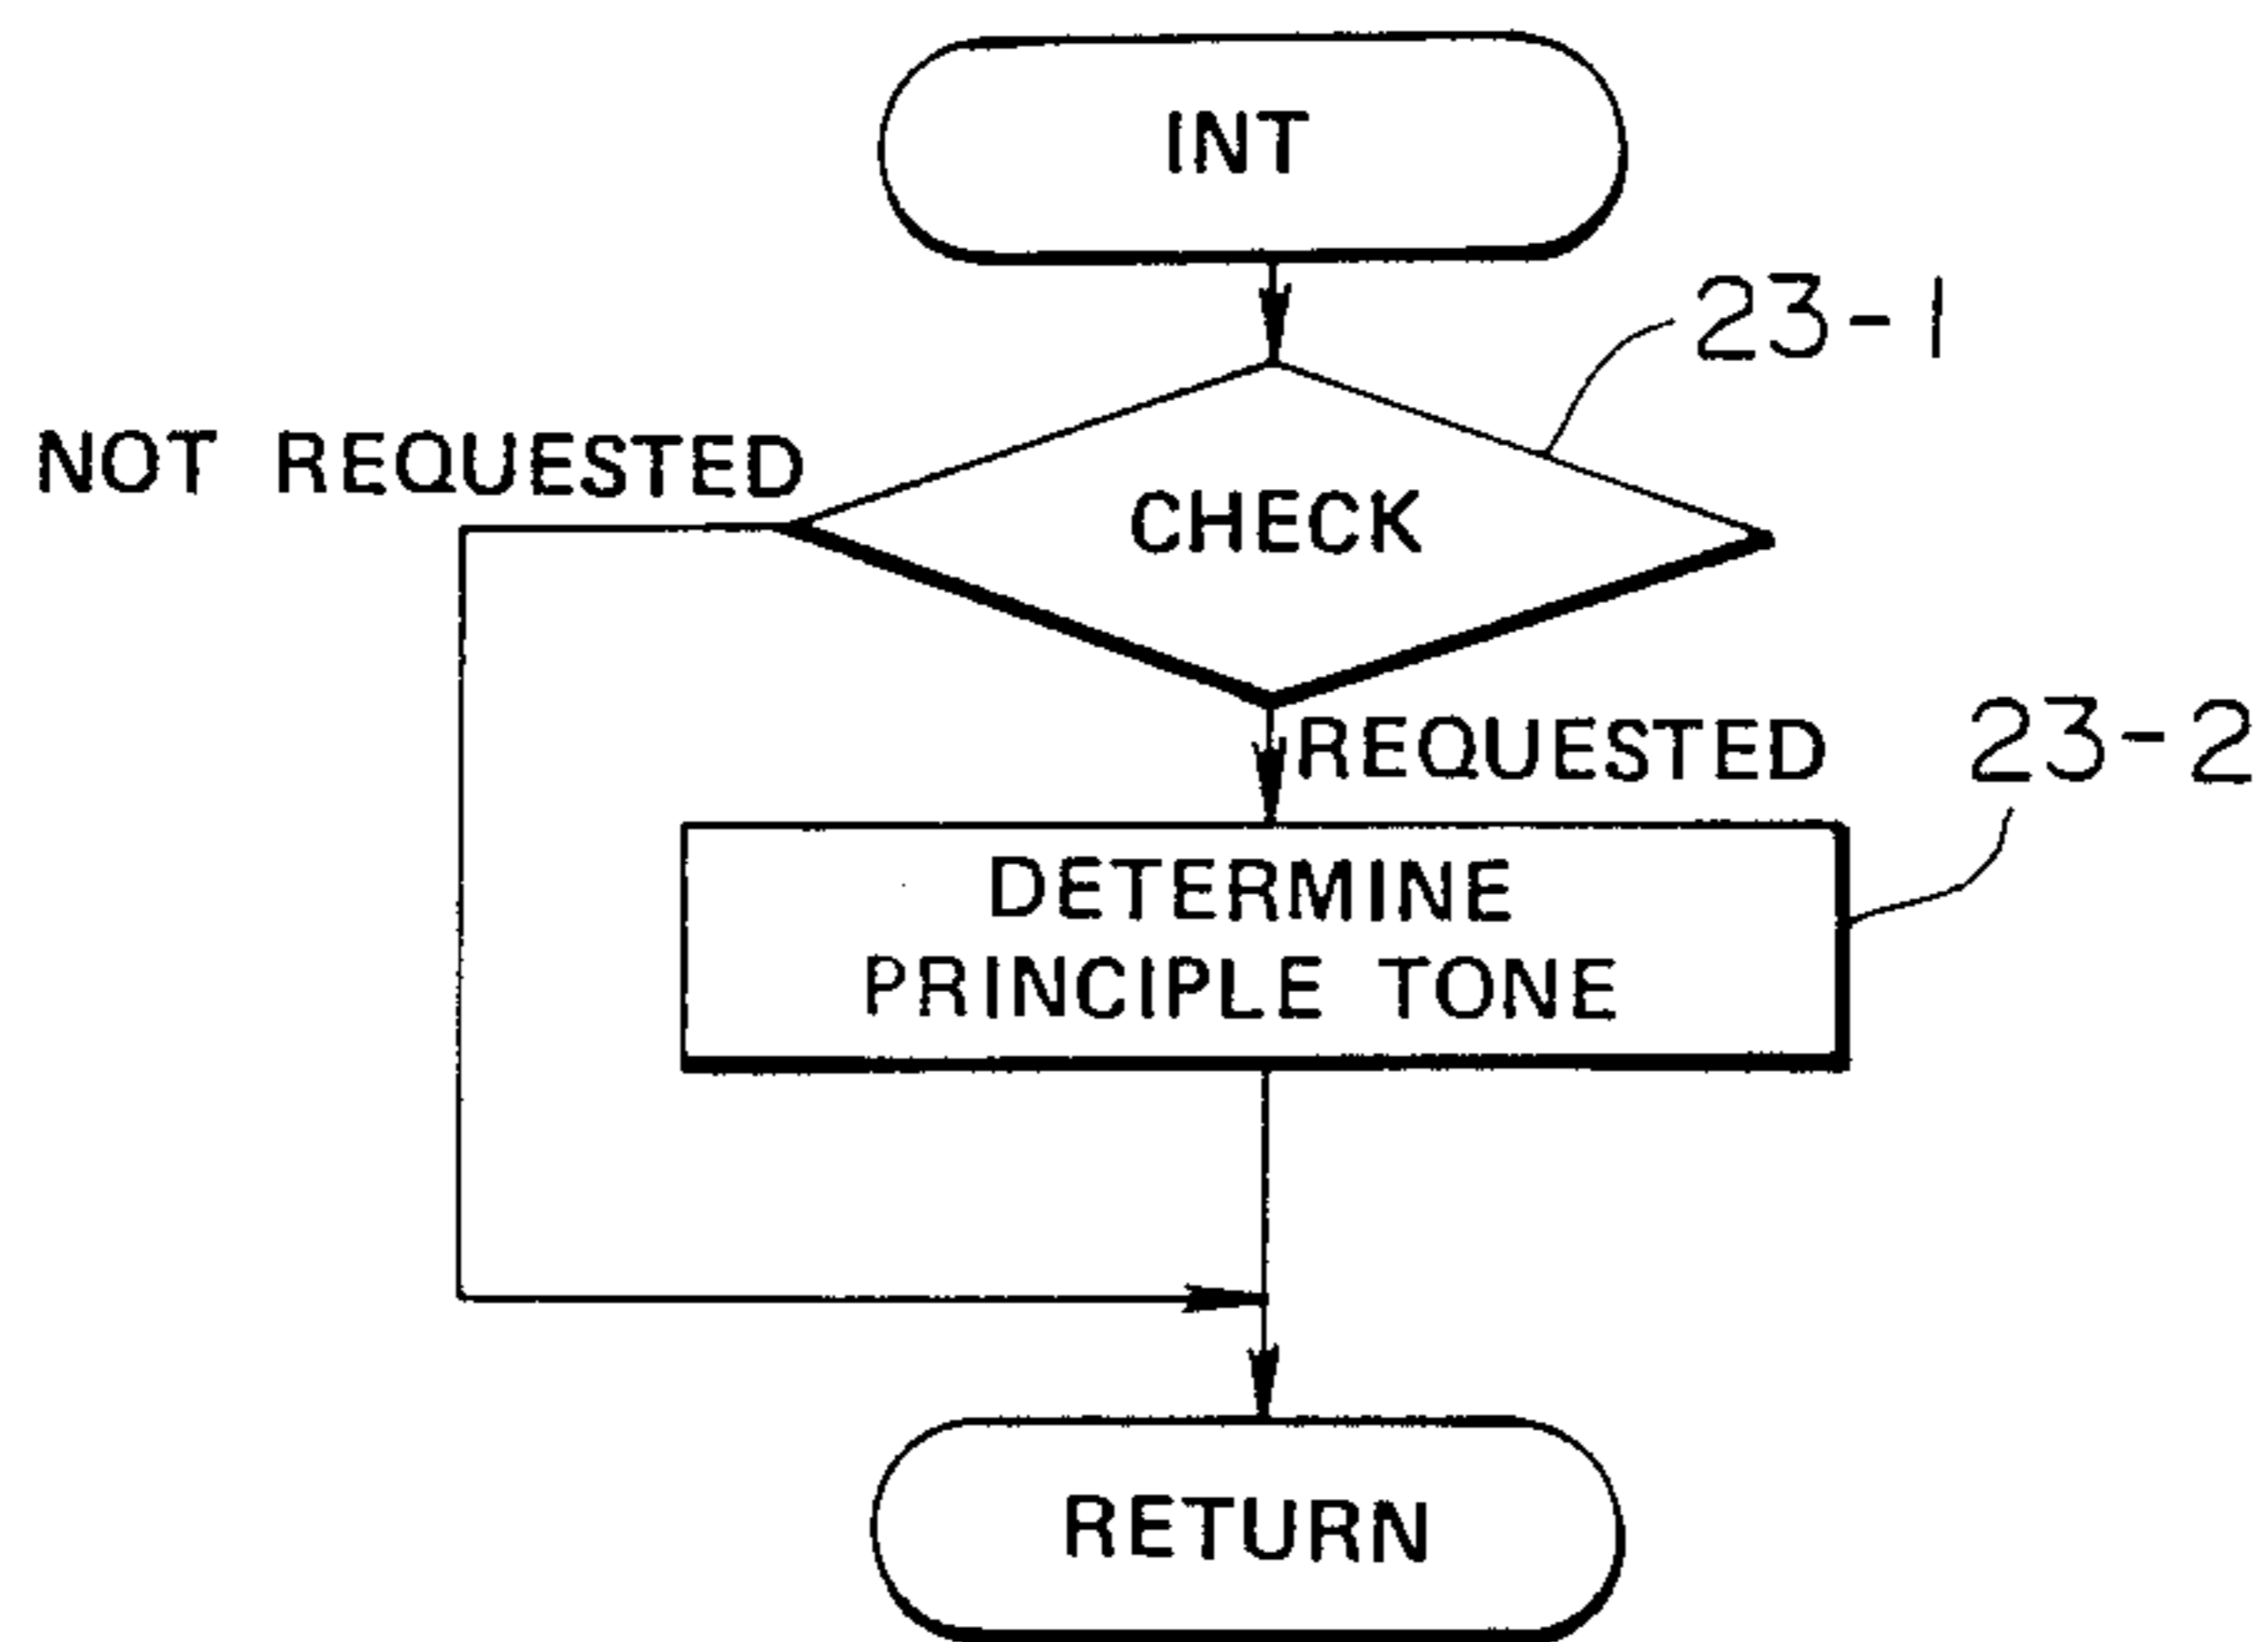 INT
23-1
NOT REQUESTED
CHECK
REQUESTED
23-2
DETERMINE
PRINCIPLE TONE
RETURN